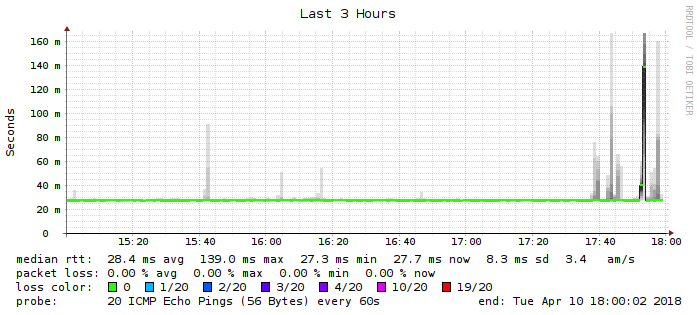 Last 3 Hours
RRDTOOL / TOBI OETIKER
Seconds
160 m
140 m
120 m
100 m
80 m
60 m
40 m
20 m
0
15:20 15:40 16:00 16:20 16:40 17:00 17:20 17:40 18:00
median rtt: 28.4 ms avg 139.0 ms max 27.3 ms min 27.7 ms now 8.3 ms sd 3.4 am/s
packet loss: 0.00 % avg 0.00 % max 0.00 % min 0.00 % now
loss color: 0 1/20 2/20 3/20 4/20 10/20 19/20
probe: 20 ICMP Echo Pings (56 Bytes) every 60s end: Tue Apr 10 18:00:02 2018